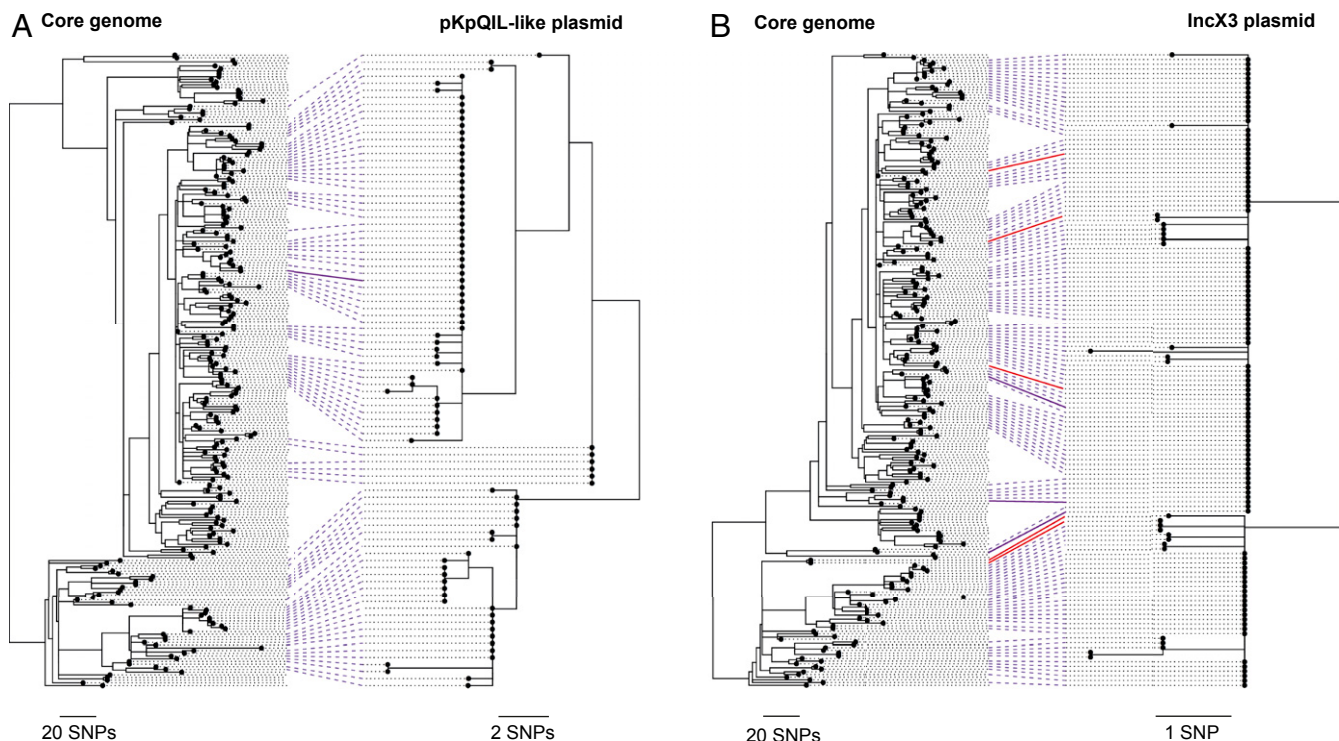 A
Core genome
pKpQIL-like plasmid
B
Core genome
IncX3 plasmid
20 SNPs
2 SNPs
20 SNPs
1 SNP